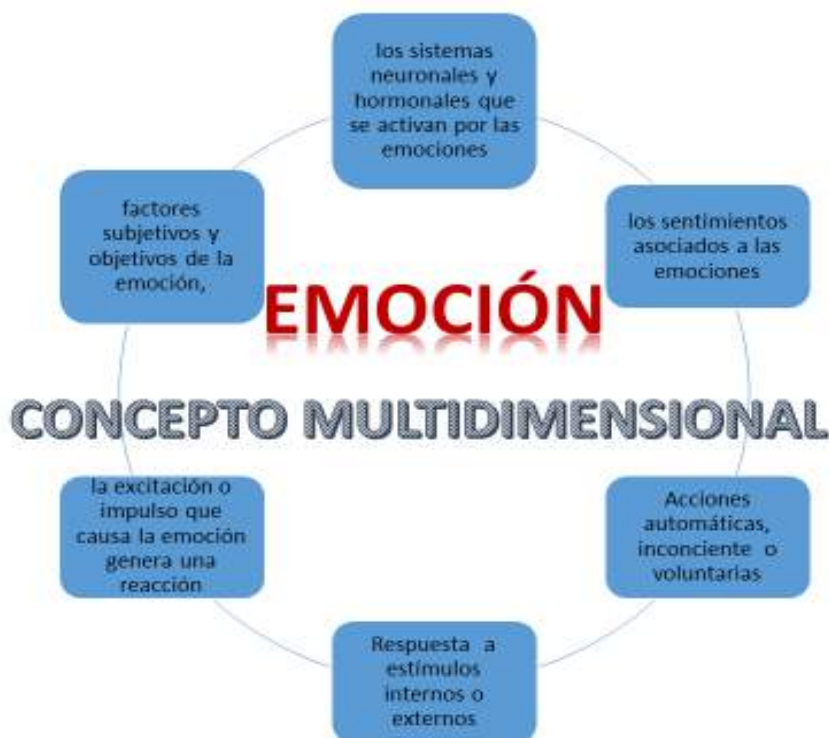 los sistemas
neuronales y
hormonales que
se activan por las
emociones
factores
subjetivos y
objetivos de la
emoción,
los sentimientos
asociados a las
emociones
EMOCIÓN
CONCEPTO MULTIDIMENSIONAL
la excitación o
impulso que
causa la emoción
genera una
reacción
Acciones
automáticas,
inconciente o
voluntarias
Respuesta a
estímulos
internos o
externos